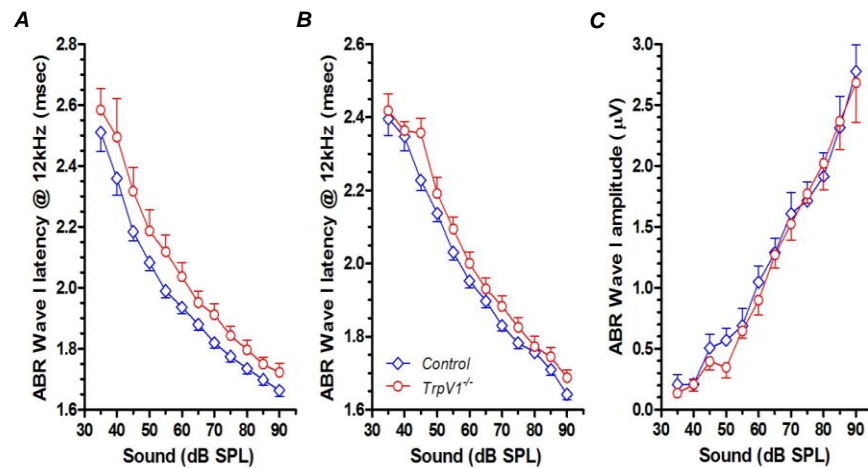 A
ABR Wave I latency @ 12kHz (msec)
2.8
2.6
2.4
2.2
2.0
1.8
1.6
30 40 50 60 70 80 90
Sound (dB SPL)
B
ABR Wave I latency @ 12kHz (msec)
2.6
2.4
2.2
2.0
1.8
1.6
Control
TrpV1-/-
30 40 50 60 70 80 90
Sound (dB SPL)
C
ABR Wave I amplitude ( µV)
3.0
2.5
2.0
1.5
1.0
0.5
0.0
30 40 50 60 70 80 90
Sound (dB SPL)